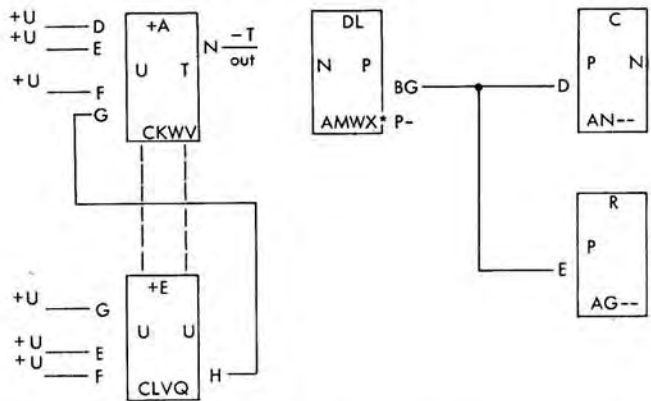 +U D
+U E
+U F
G
+A
U T
CKWV
N -T
out
+U G
+U E
+U F
+E
U U
CLVQ
H
DL
N P
AMWX* P-
BG
D
C
P N
AN--
E
R
P
AG--